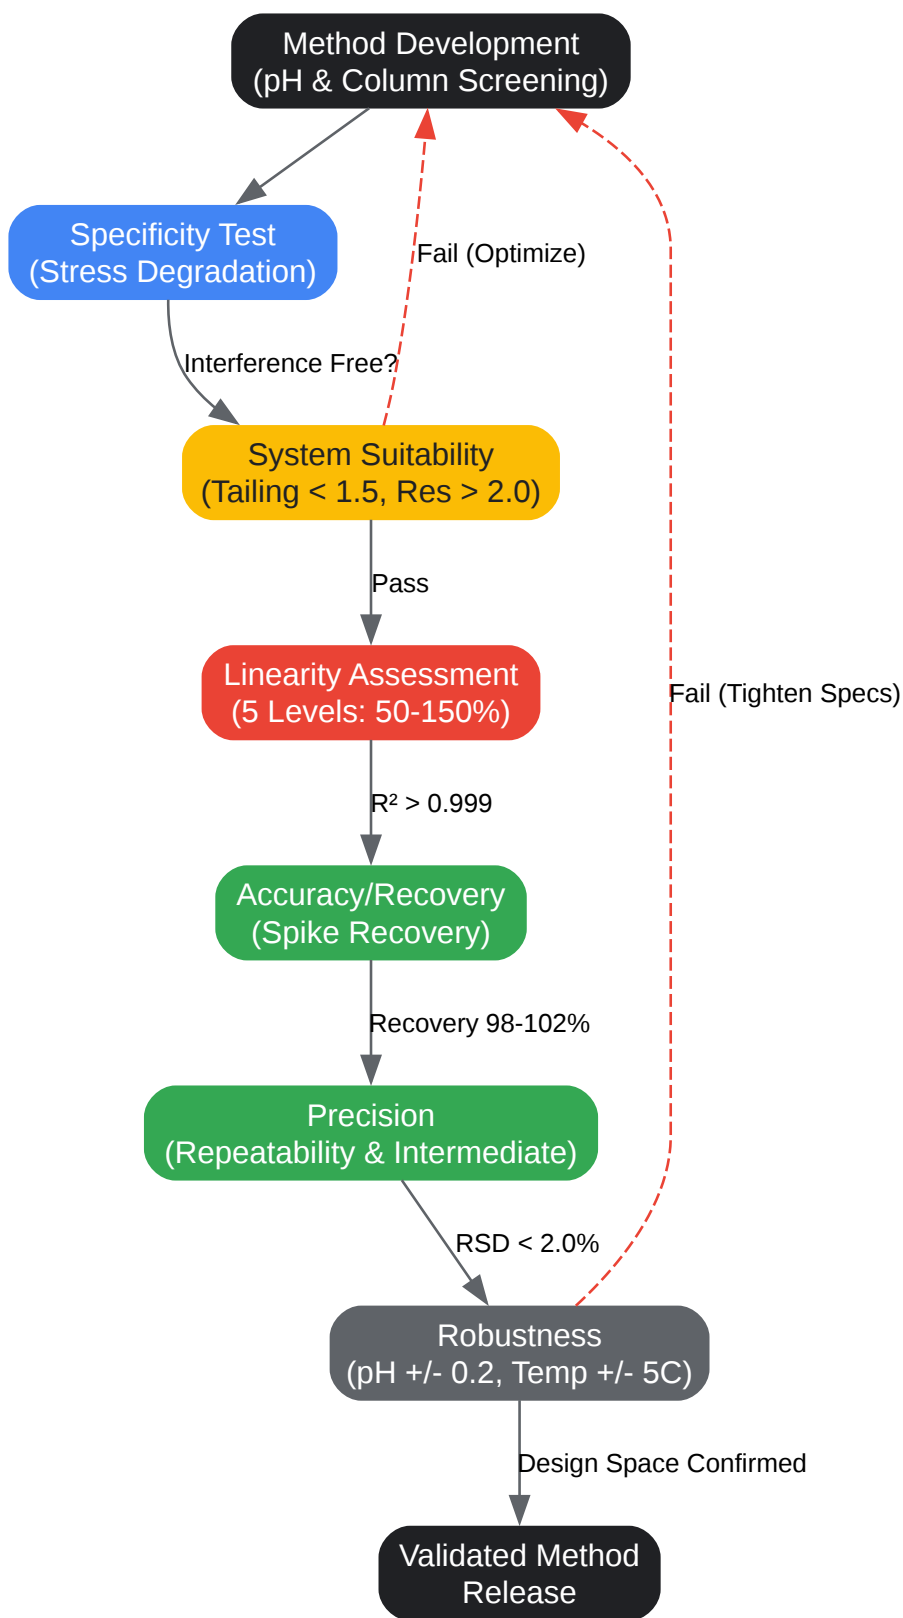 Method Development
(pH & Column Screening)
Specificity Test
(Stress Degradation)
Fail (Optimize)
Interference Free?
System Suitability
(Tailing < 1.5, Res > 2.0)
Pass
Linearity Assessment
(5 Levels: 50-150%)
Fail (Tighten Specs)
R² > 0.999
Accuracy/Recovery
(Spike Recovery)
Recovery 98-102%
Precision
(Repeatability & Intermediate)
RSD < 2.0%
Robustness
(pH +/- 0.2, Temp +/- 5C)
Design Space Confirmed
Validated Method
Release